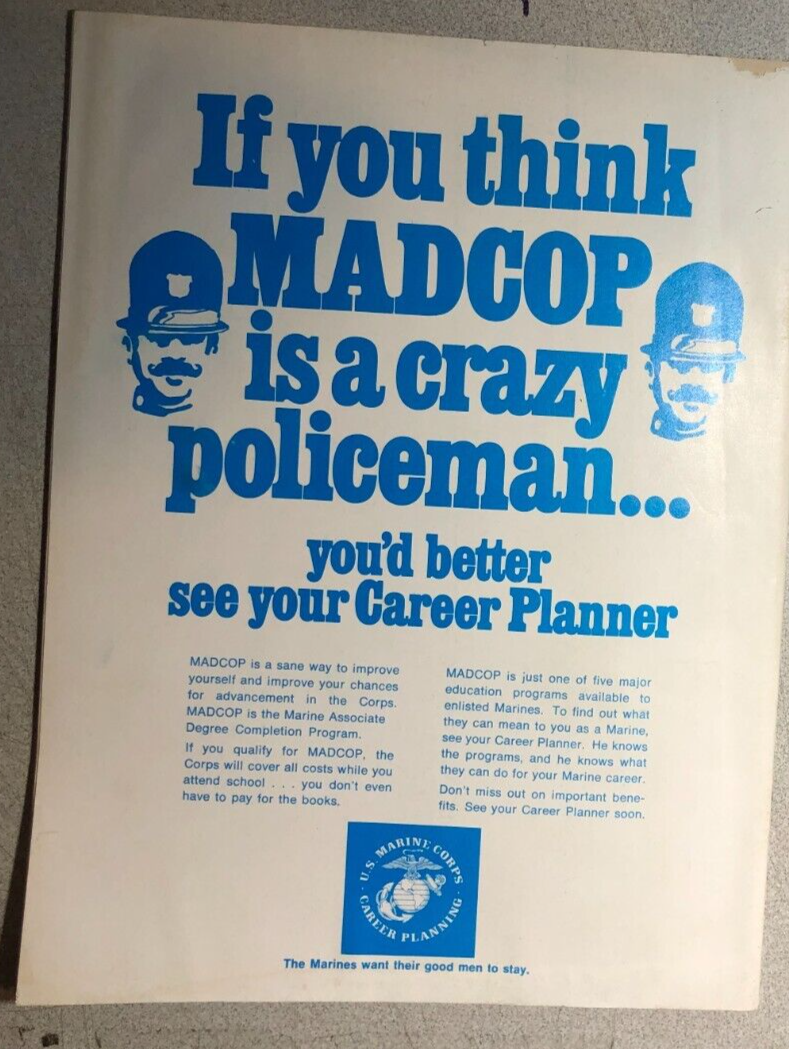 If you think
MADCOP
is a crazy
policeman...
you'd better
see your Career Planner
MADCOP is a sane way to improve
yourself and improve your chances
for advancement in the Corps.
MADCOP is the Marine Associate
Degree Completion Program.
If you qualify for MADCOP, the
Corps will cover all costs while you
attend school . . . you don't even
have to pay for the books.
MADCOP is just one of five major
education programs available to
enlisted Marines. To find out what
they can mean to you as a Marine,
see your Career Planner. He knows
the programs, and he knows what
they can do for your Marine career.
Don't miss out on important bene-
fits. See your Career Planner soon.
U.S. MARINE CORPS
CAREER PLANNING
The Marines want their good men to stay.